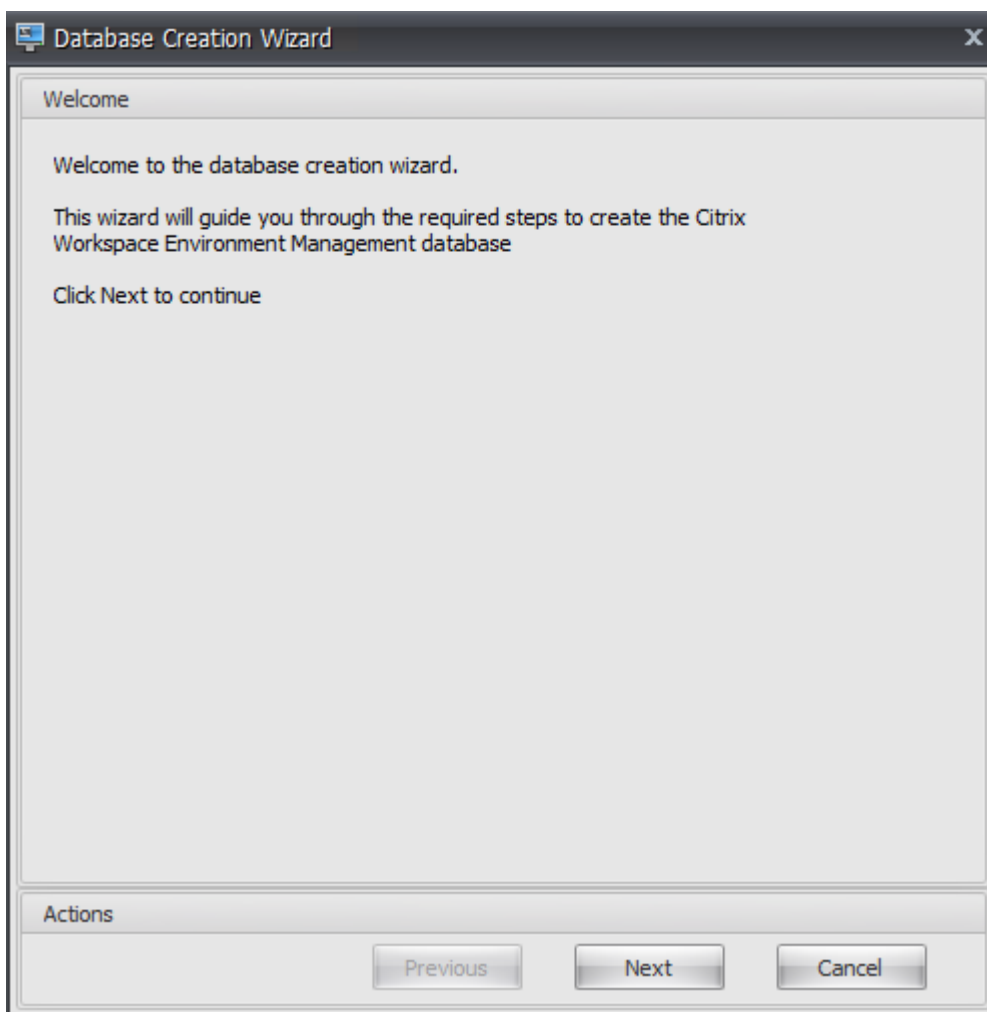 Database Creation Wizard
x
Welcome
Welcome to the database creation wizard.
This wizard will guide you through the required steps to create the Citrix
Workspace Environment Management database
Click Next to continue
Actions
Previous
Next
Cancel